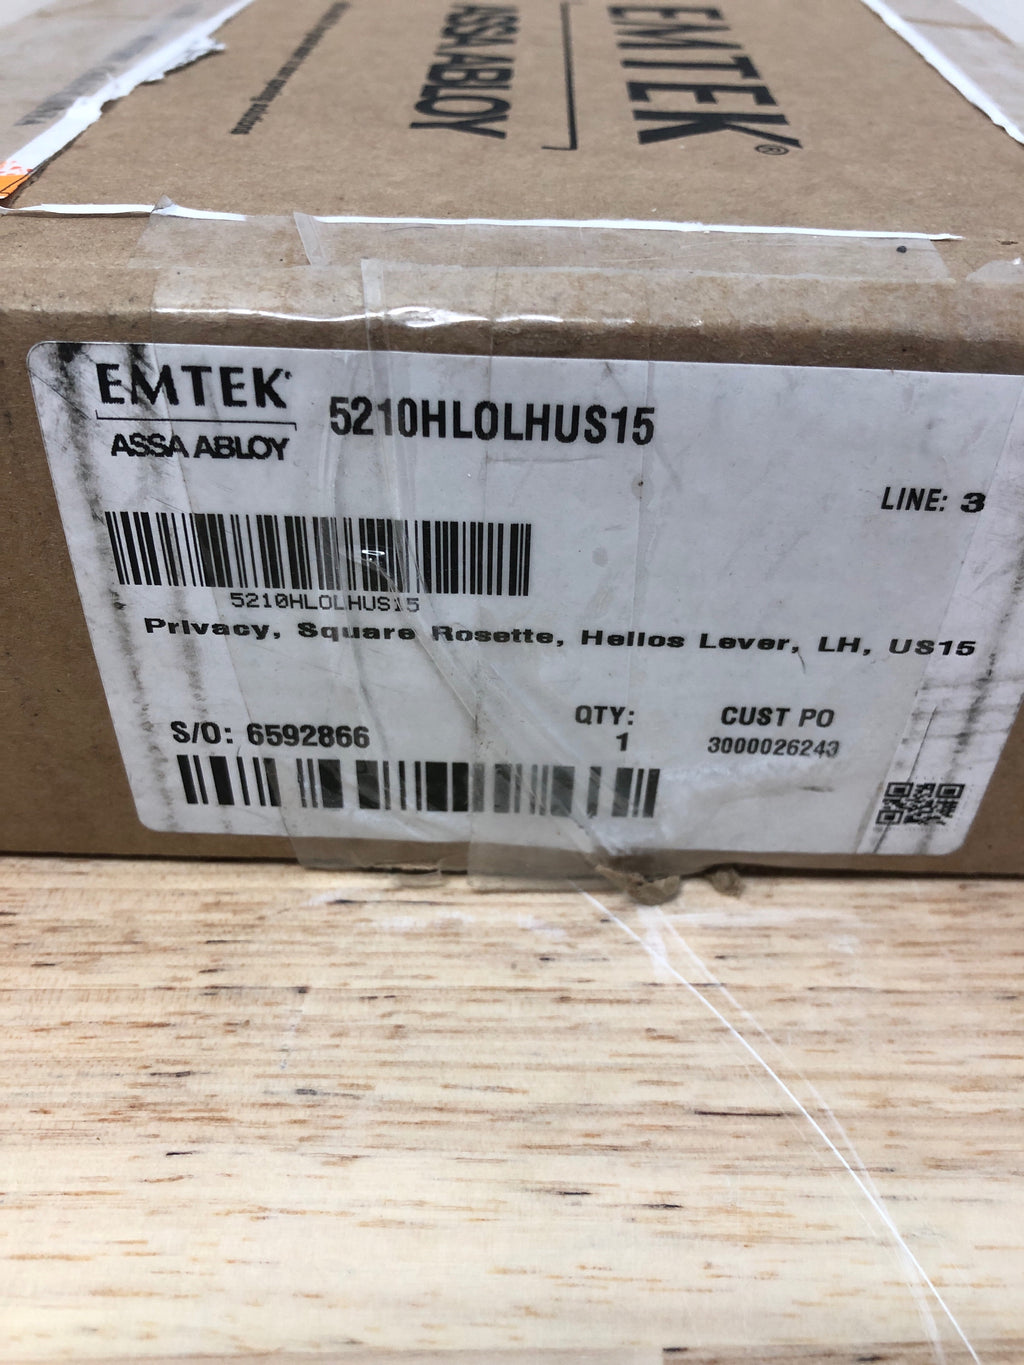 EMTEK®
ASSA ABLOY
EMTEK
ASSA ABLOY
5210HLOLHUS15
LINE: 3
5210HLOLHUS15
Privacy, Square Rosette, Helios Lever, LH, US15
S/O: 6592866
QTY:
1
CUST PO
3000026243